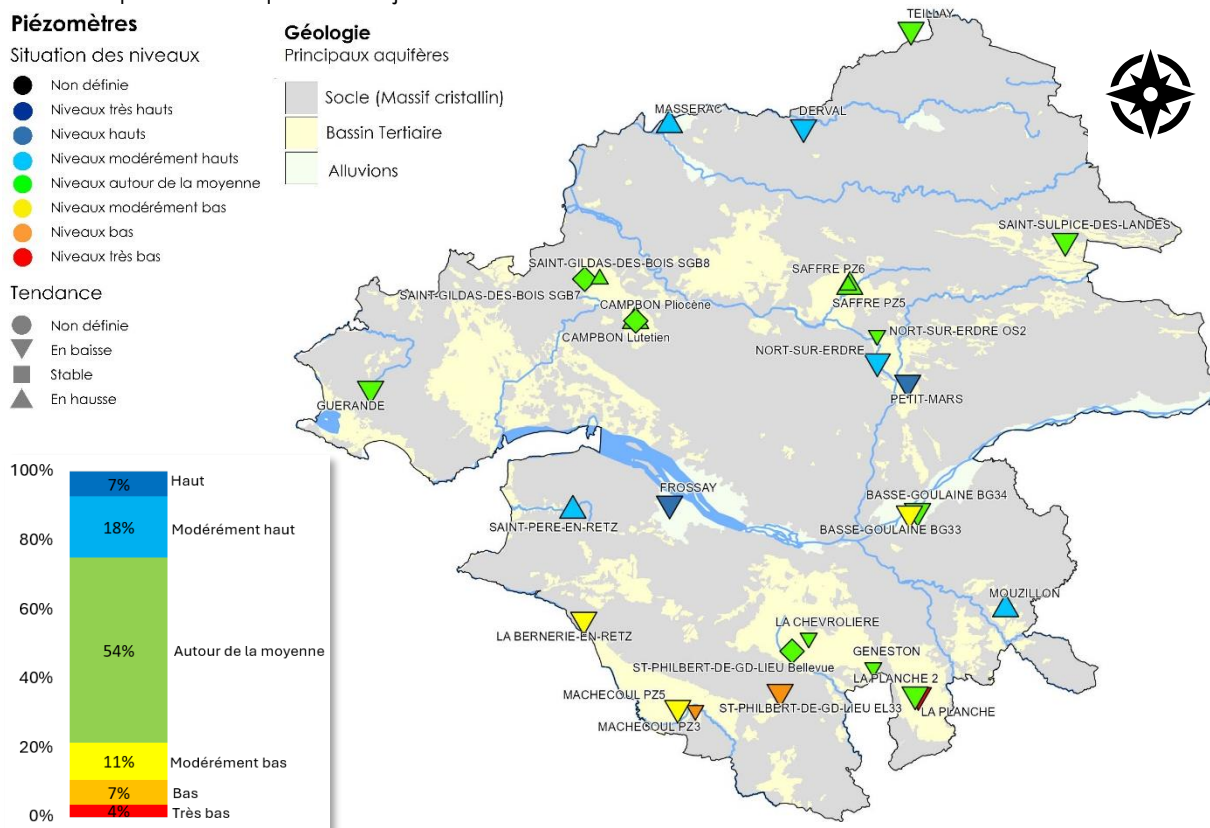 Piézomètres
Situation des niveaux
Non définie
Niveaux très hauts
Niveaux hauts
Niveaux modérément hauts
Niveaux autour de la moyenne
Niveaux modérément bas
Niveaux bas
Niveaux très bas
Tendance
Non définie
En baisse
Stable
En hausse
Géologie
Principaux aquifères
Socle (Massif cristallin)
Bassin Tertiaire
Alluvions
TEILLAY
MASSERAC
DERVAL
SAINT-SULPICE-DES-LANDES
SAINT-GILDAS-DES-BOIS SGB8
SAFFRE PZ6
SAINT-GILDAS-DES-BOIS SGB7
SAFFRE PZ5
CAMPBON Pliocène
CAMPBON Lutetien
NORT-SUR-ERDRE OS2
NORT-SUR-ERDRE
PETIT-MARS
GUERANDE
FROSSAY
SAINT-PERE-EN-RETZ
BASSE-GOULAINE BG34
BASSE-GOULAINE BG33
MOUZILLON
LA BERNERIE-EN-RETZ
LA CHEVROLIERE
GENESTON
ST-PHILBERT-DE-GD-LIEU Bellevue
LA PLANCHE 2
MACHECOUL PZ5
ST-PHILBERT-DE-GD-LIEU EL33
LA PLANCHE
MACHECOUL PZ3
100%
7%
Haut
18%
Modérément haut
80%
60%
54%
Autour de la moyenne
40%
20%
11%
Modérément bas
7%
Bas
0%
4%
Très bas